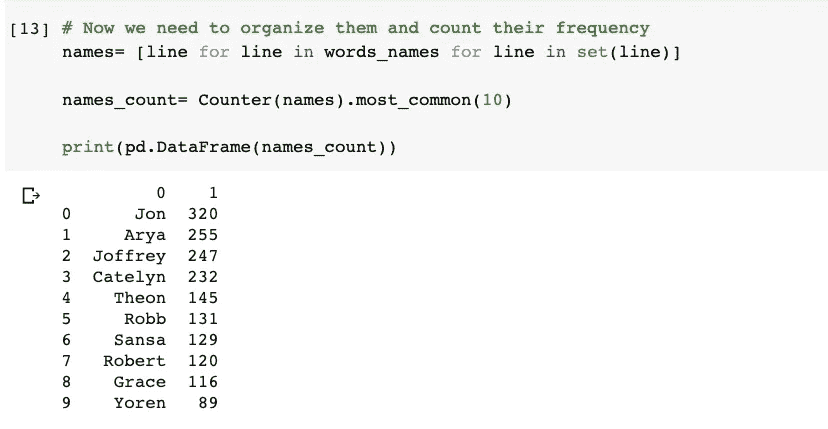 [13] # Now we need to organize them and count their frequency
names= [line for line in words_names for line in set(line)]
names_count= Counter(names).most_common(10)
print(pd.DataFrame(names_count))
0 1
0 Jon 320
1 Arya 255
2 Joffrey 247
3 Catelyn 232
4 Theon 145
5 Robb 131
6 Sansa 129
7 Robert 120
8 Grace 116
9 Yoren 89